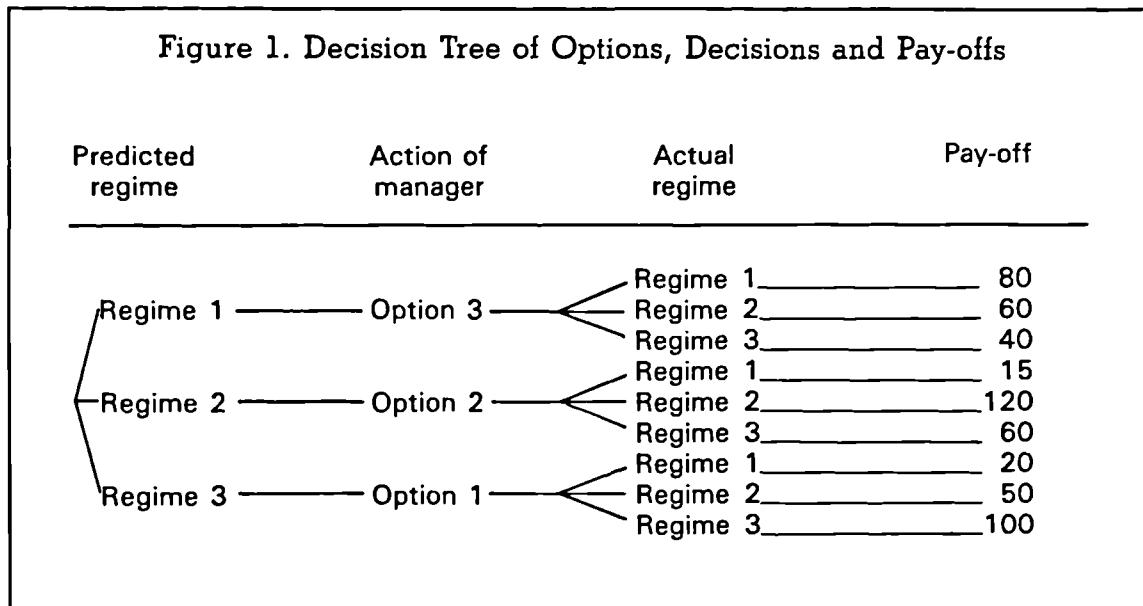 Figure 1. Decision Tree of Options, Decisions and Pay-offs
Predicted regime
Action of manager
Actual regime
Pay-off
Regime 1 Option 3
Regime 1 80
Regime 2 60
Regime 3 40
Regime 2 Option 2
Regime 1 15
Regime 2 120
Regime 3 60
Regime 3 Option 1
Regime 1 20
Regime 2 50
Regime 3 100